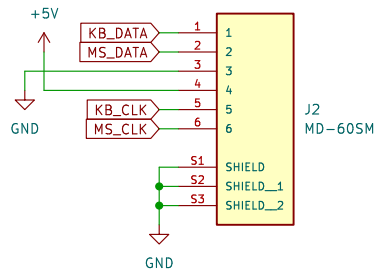 +5V
KB_DATA 1 1
MS_DATA 2 2
3 3
4 4
KB_CLK 5 5
MS_CLK 6 6
GND
J2
MD-60SM
S1 SHIELD
S2 SHIELD__1
S3 SHIELD__2
GND